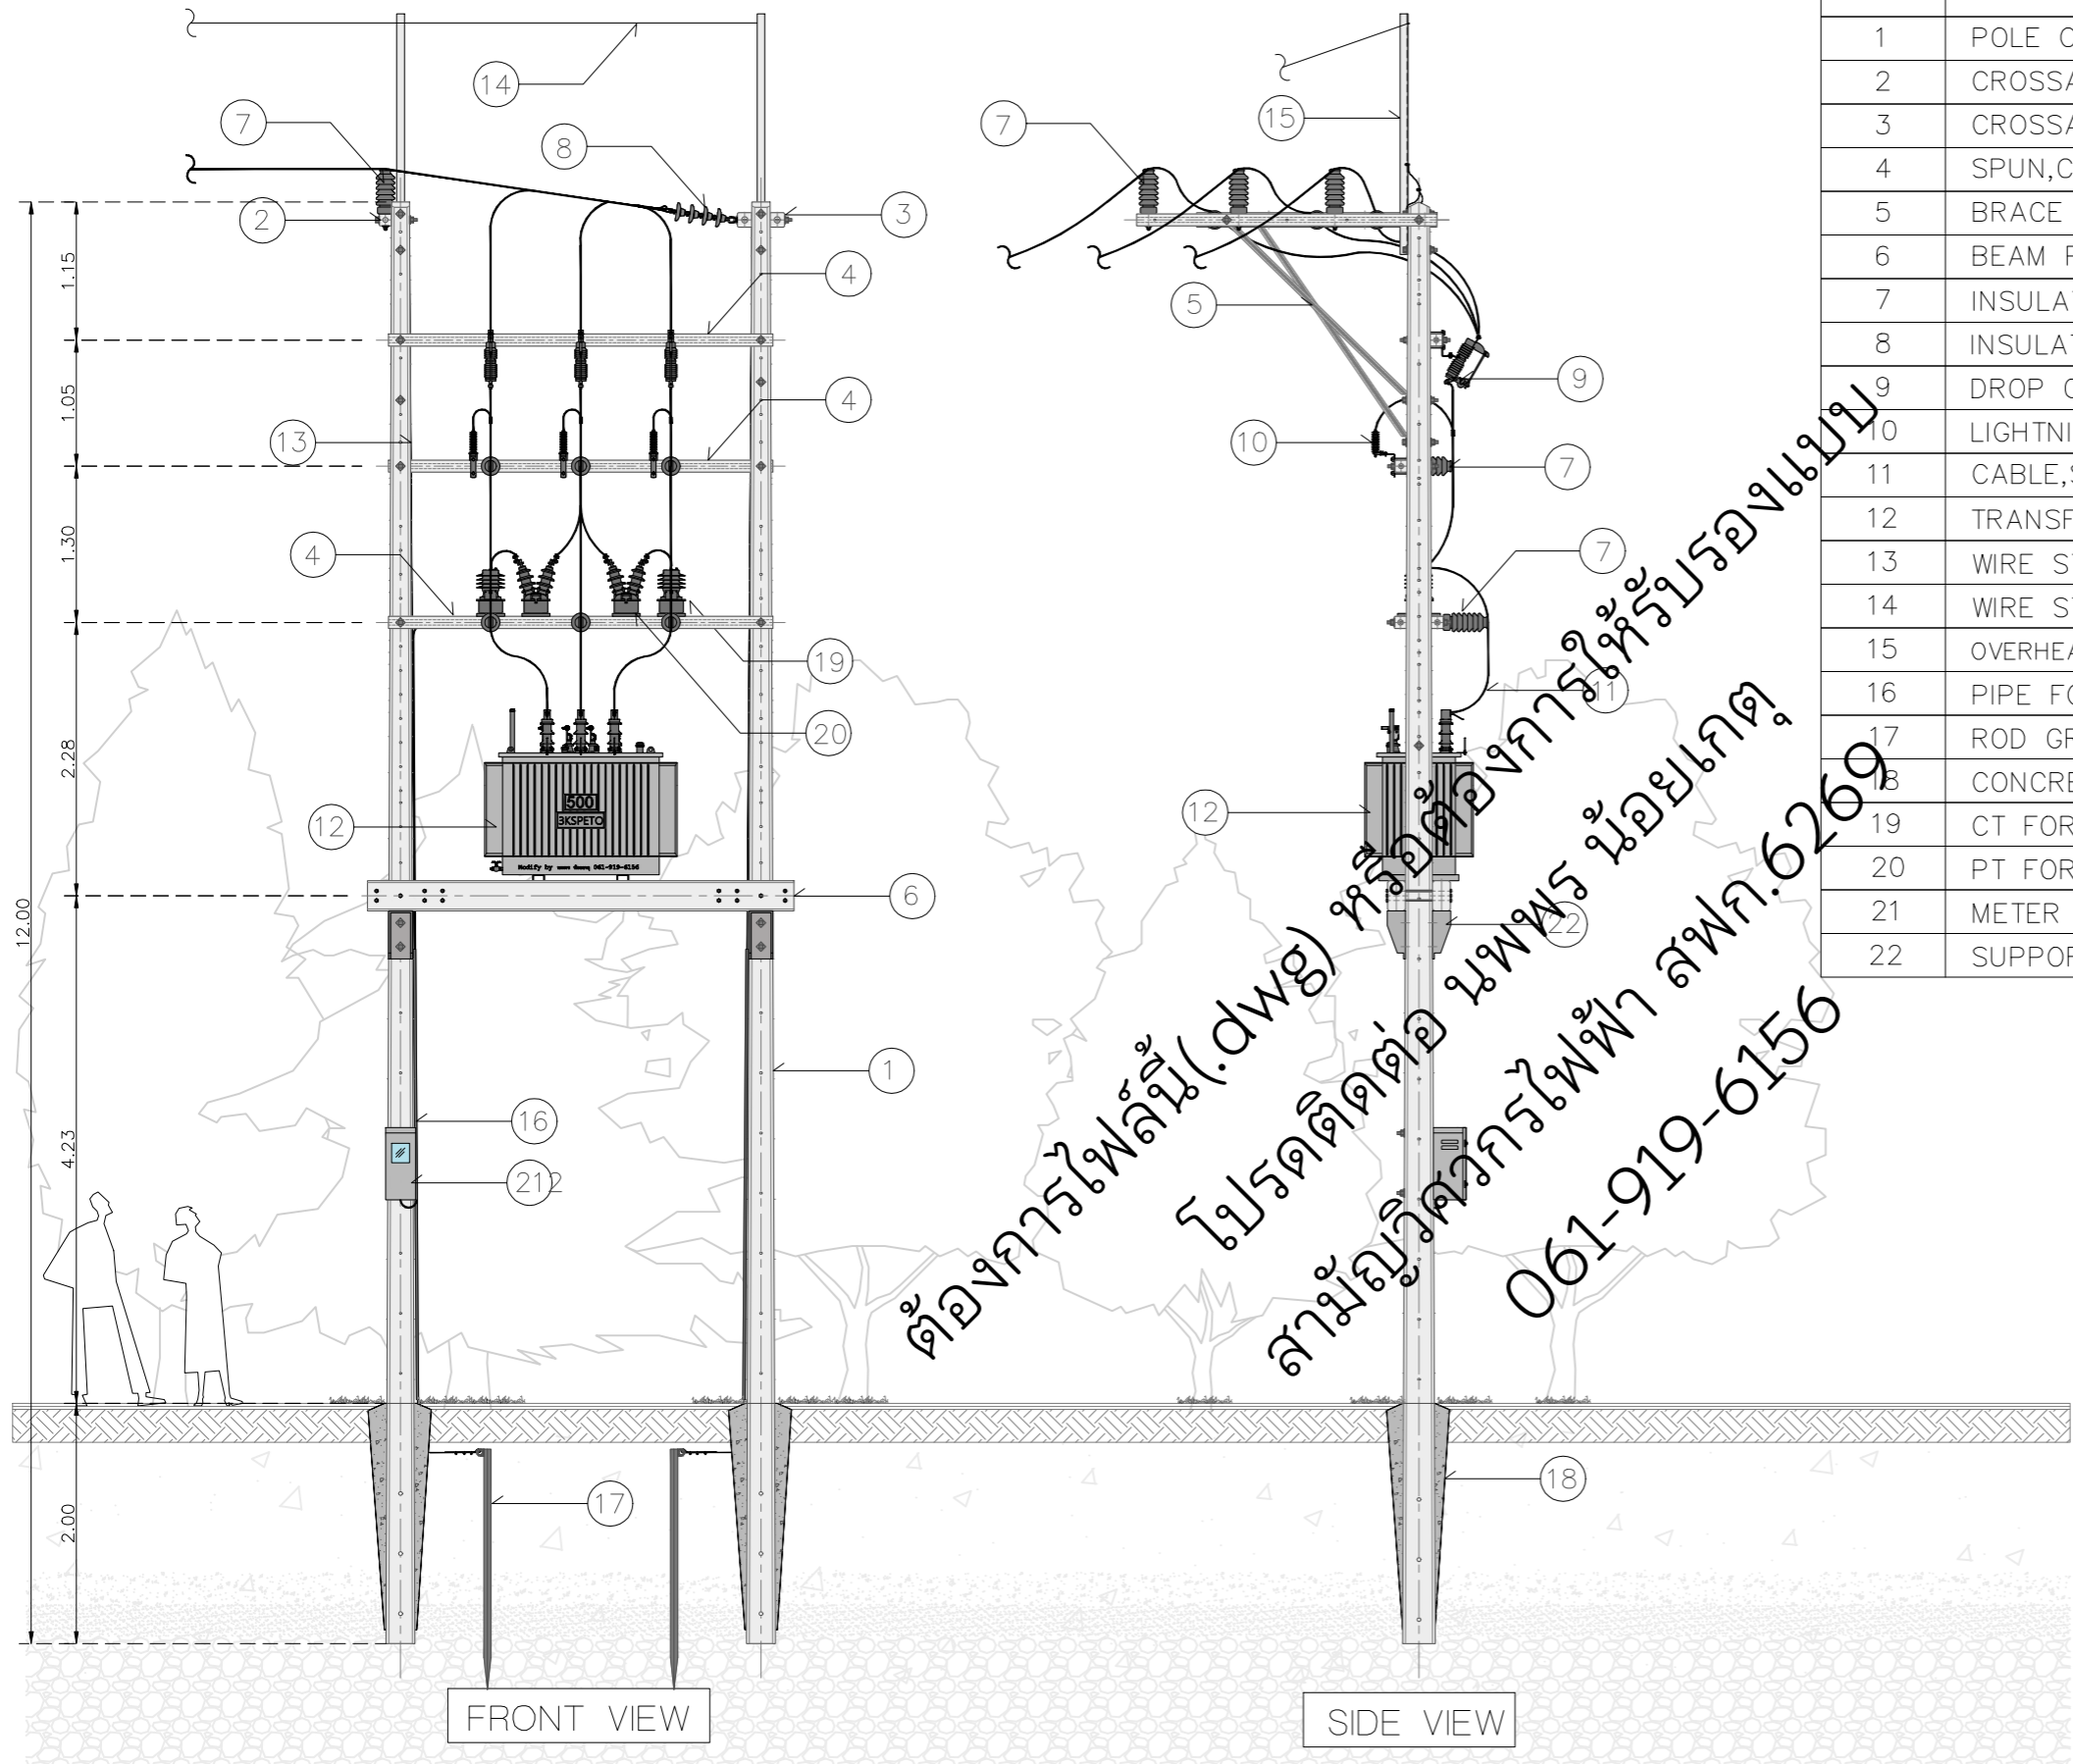 14
7
8
2
3
4
4
13
4
19
20
12
6
1
16
212
17
1.15
1.05
1.30
2.28
4.23
2.00
12.00
500
3KSPETO
Modify by 061-919-6156
FRONT VIEW
15
7
5
9
10
7
7
11
12
22
18
SIDE VIEW
1 POLE
2 CROSSA
3 CROSSA
4 SPUN,C
5 BRACE
6 BEAM
7 INSULA
8 INSULA
9 DROP
10 LIGHTNI
11 CABLE,
12 TRANSF
13 WIRE
14 WIRE
15 OVERHEA
16 PIPE FO
17 ROD GR
18 CONCRE
19 CT FOR
20 PT FOR
21 METER
22 SUPPOR
ต้องการไฟล์นี้(.dwg) หรือต้องการให้รับรองแบบ
โปรดติดต่อ นพพร น้อยเกตุ
สามัญวิศวกรไฟฟ้า สฟก.6269
061-919-6156